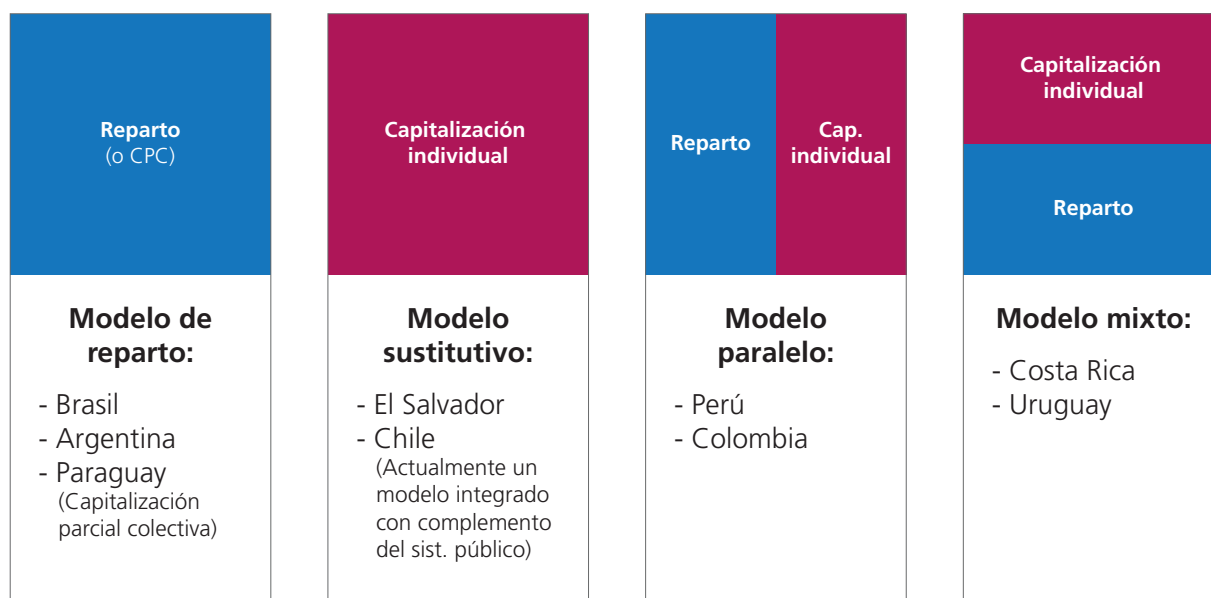 Reparto
(o CPC)
Modelo de
reparto:
- Brasil
- Argentina
- Paraguay
(Capitalización
parcial colectiva)
Capitalización
individual
Modelo
sustitutivo:
- El Salvador
- Chile
(Actualmente un
modelo integrado
con complemento
del sist. público)
Reparto
Cap.
individual
Modelo
paralelo:
- Perú
- Colombia
Capitalización
individual
Reparto
Modelo mixto:
- Costa Rica
- Uruguay